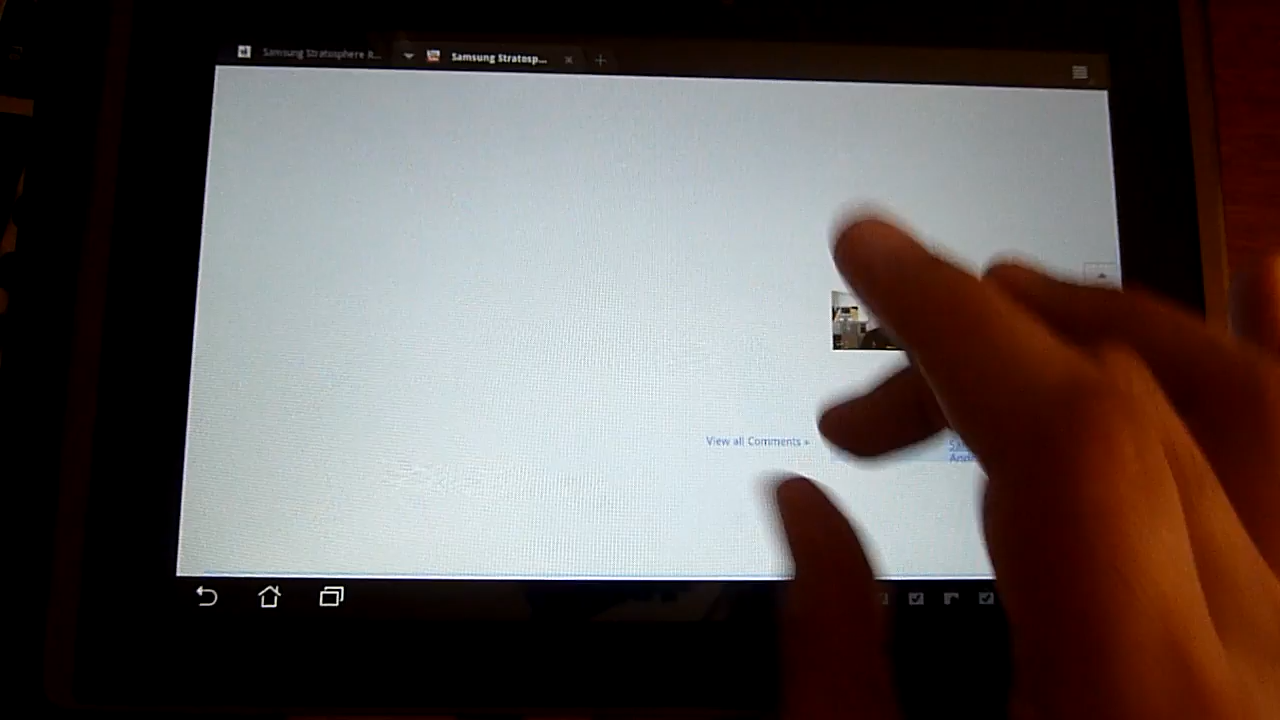 Samsung Stratosphere R...
Samsung Stratosp...
View all Comments »